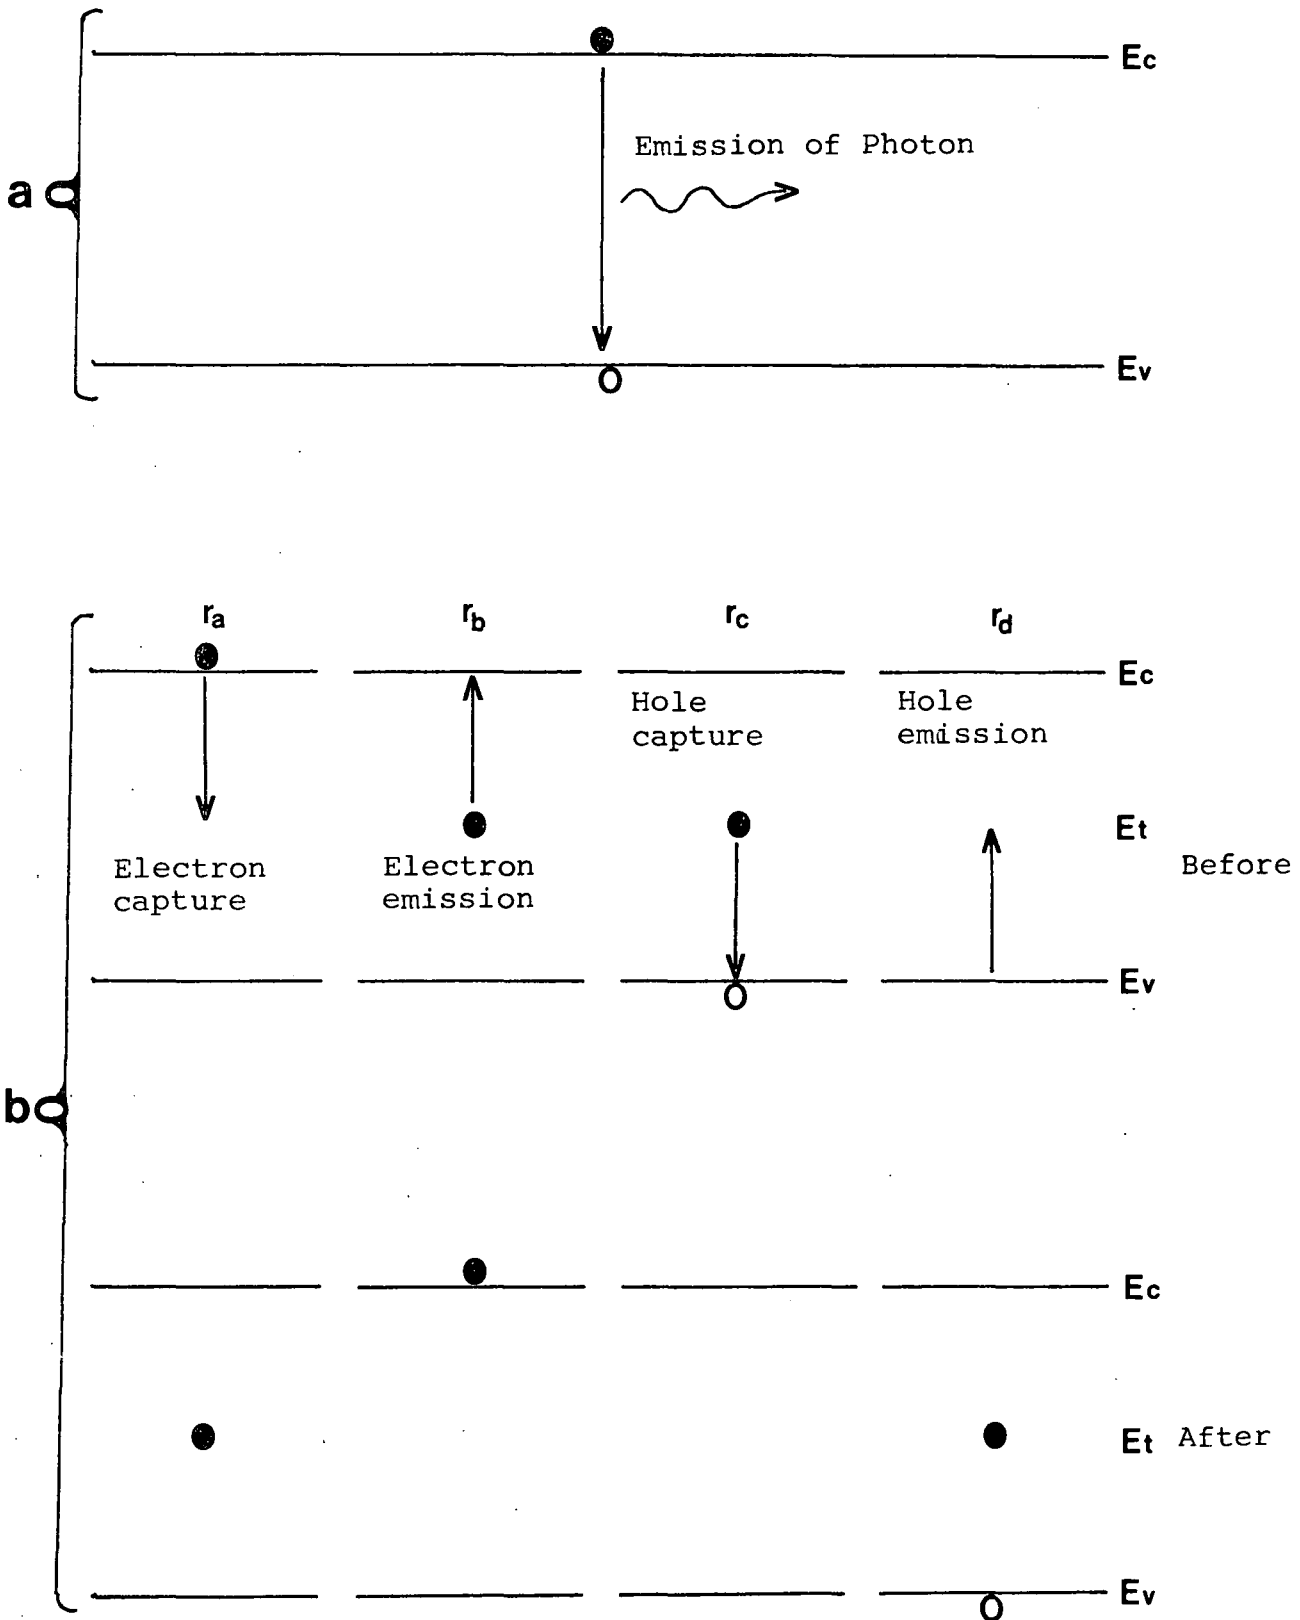 Ec
Emission of Photon
a
Ev
ra rb rc rd
Ec
Hole capture
Hole emission
Et
Electron capture
Electron emission
Before
Ev
b
Ec
Et After
Ev